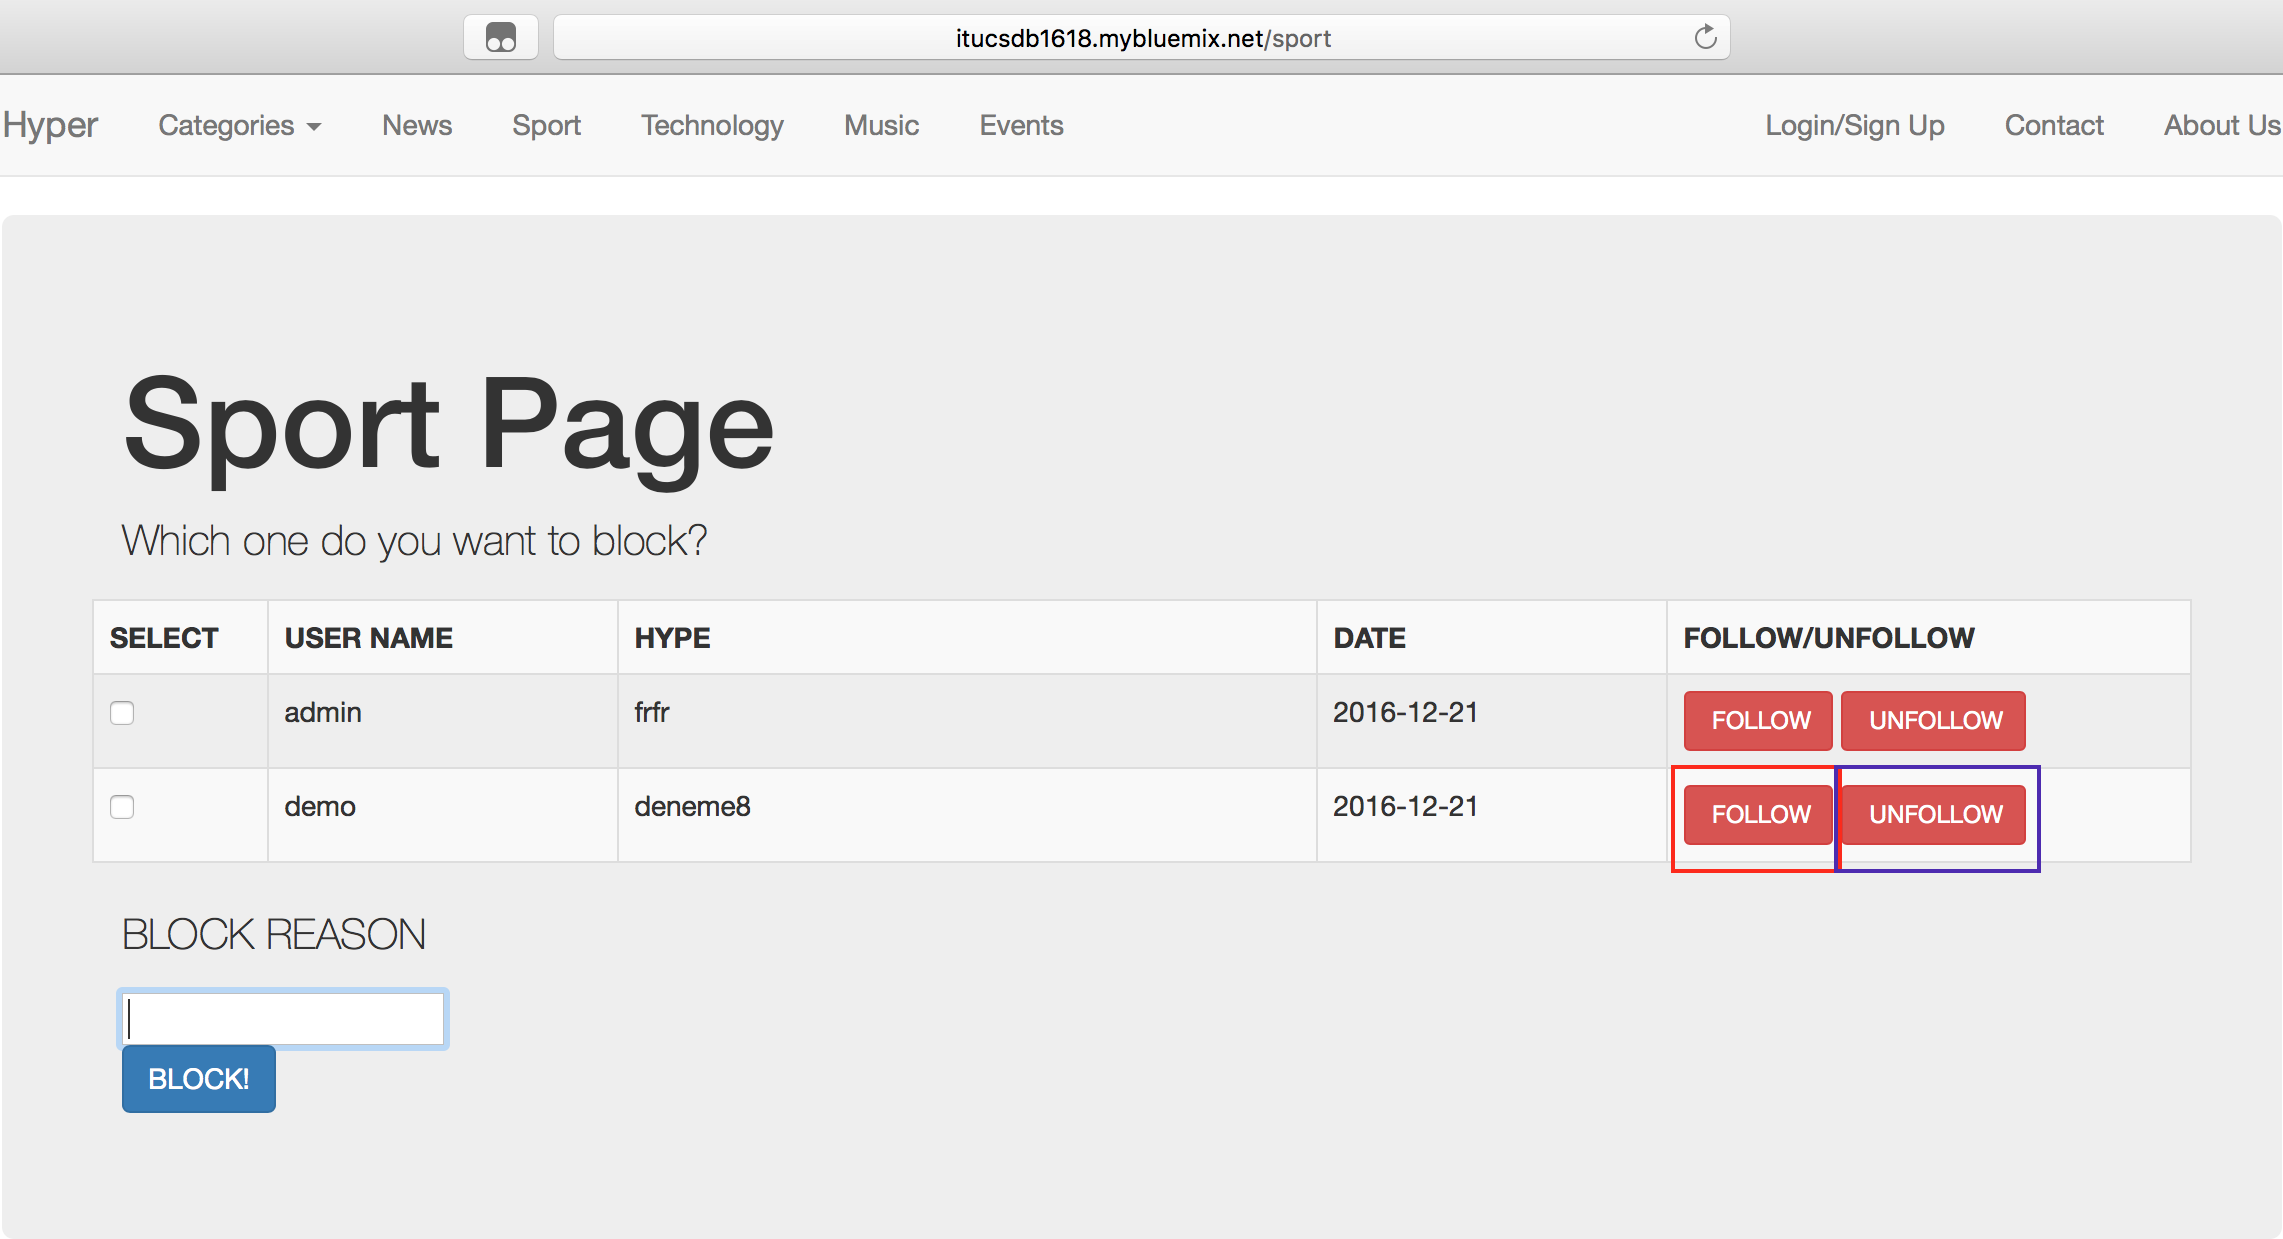 itucsdb1618.mybluemix.net/sport
Hyper Categories News Sport Technology Music Events Login/Sign Up Contact About Us
Sport Page
Which one do you want to block?
SELECT USER NAME HYPE DATE FOLLOW/UNFOLLOW
admin frfr 2016-12-21 FOLLOW UNFOLLOW
demo deneme8 2016-12-21 FOLLOW UNFOLLOW
BLOCK REASON
BLOCK!